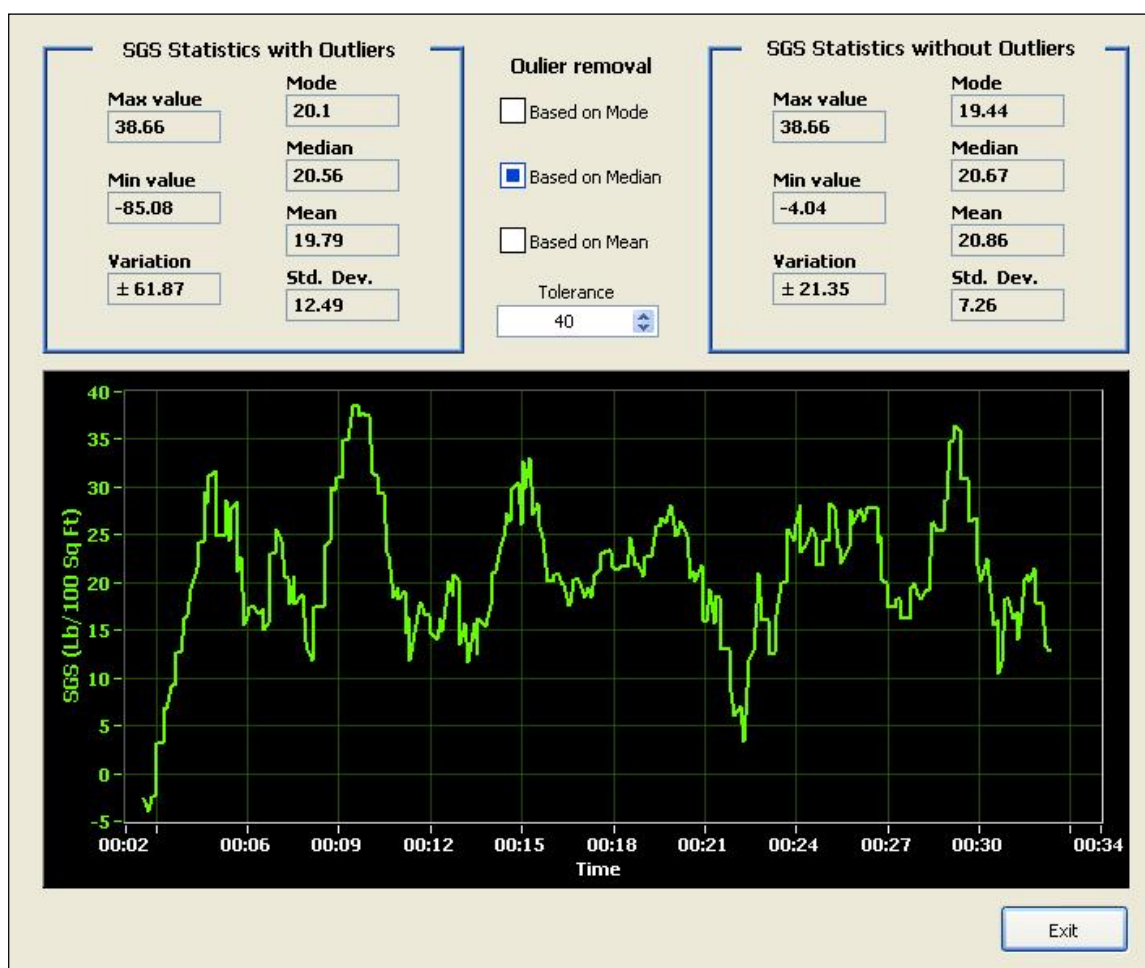 SGS Statistics with Outliers
Max value
38.66
Min value
-85.08
Variation
± 61.87
Mode
20.1
Median
20.56
Mean
19.79
Std. Dev.
12.49
Oulier removal
Based on Mode
Based on Median
Based on Mean
Tolerance
40
SGS Statistics without Outliers
Max value
38.66
Min value
-4.04
Variation
± 21.35
Mode
19.44
Median
20.67
Mean
20.86
Std. Dev.
7.26
SGS (Lb/100 Sq Ft)
40
35
30
25
20
15
10
5
0
-5
00:02 00:06 00:09 00:12 00:15 00:18 00:21 00:24 00:27 00:30 00:34
Time
Exit